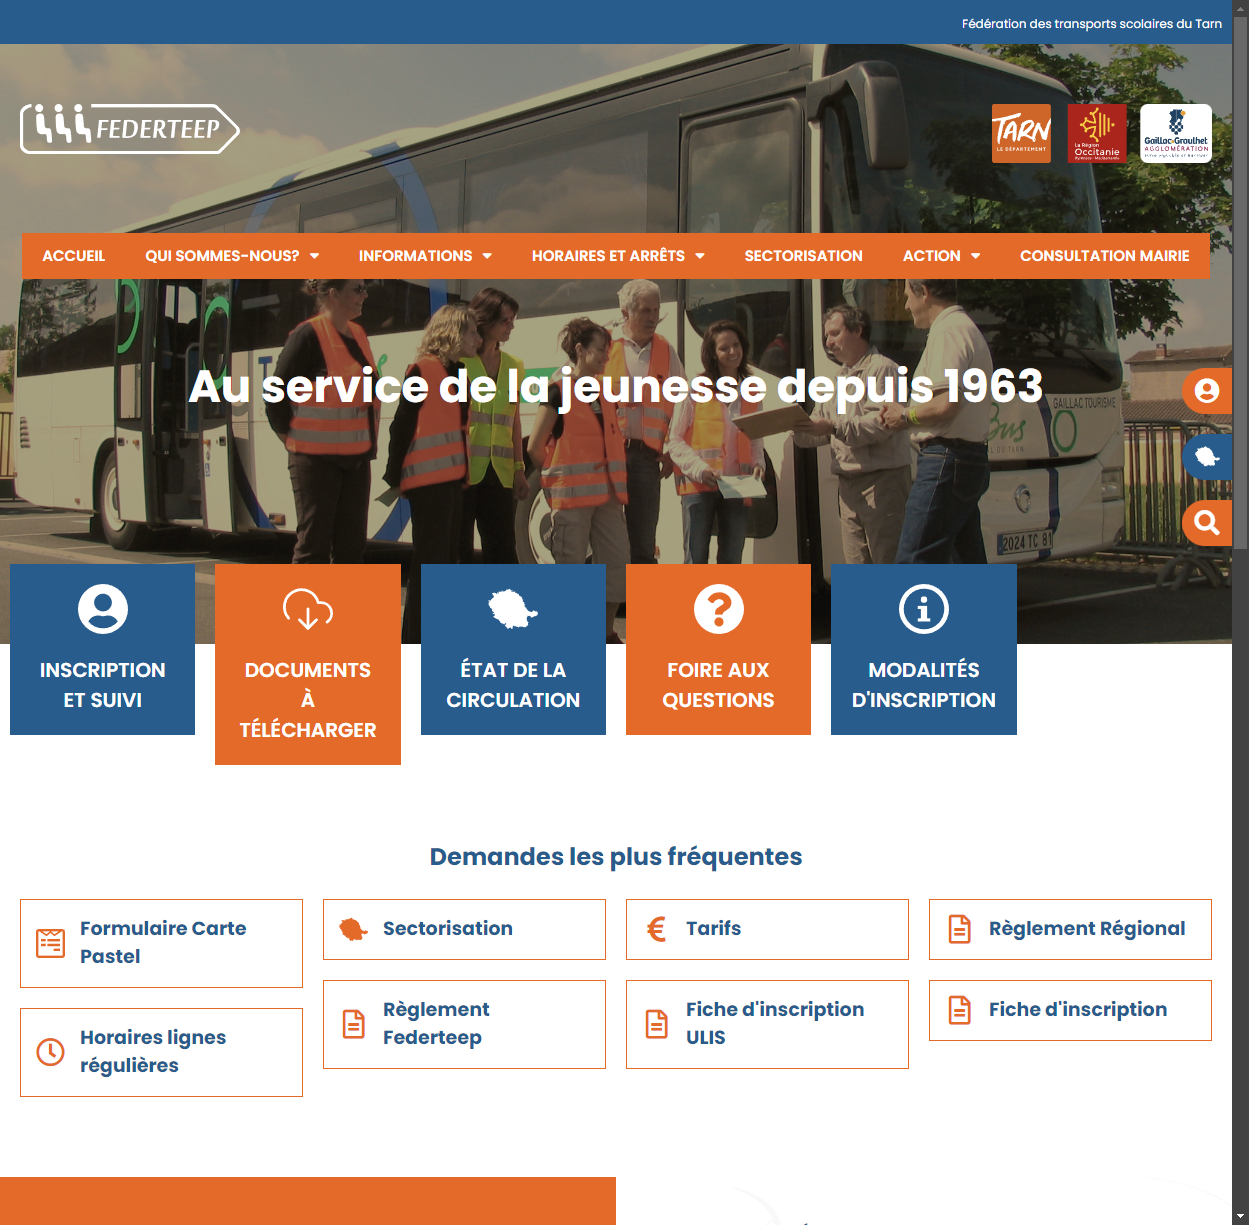 Fédération des transports scolaires du Tarn
FEDERTEEP
TARN
LE DÉPARTEMENT
La Région
Occitanie
Pyrénées - Méditerranée
Gaillac•Graulhet
AGGLOMÉRATION
ACCUEIL QUI SOMMES-NOUS? INFORMATIONS HORAIRES ET ARRÊTS SECTORISATION ACTION CONSULTATION MAIRIE
Au service de la jeunesse depuis 1963
GAILLAC TOURISME
Bus
2024 TC 81
INSCRIPTION
ET SUIVI
DOCUMENTS
À
TÉLÉCHARGER
ÉTAT DE LA
CIRCULATION
FOIRE AUX
QUESTIONS
MODALITÉS
D'INSCRIPTION
Demandes les plus fréquentes
Formulaire Carte
Pastel
Sectorisation
Tarifs
Règlement Régional
Horaires lignes
régulières
Règlement
Federteep
Fiche d'inscription
ULIS
Fiche d'inscription